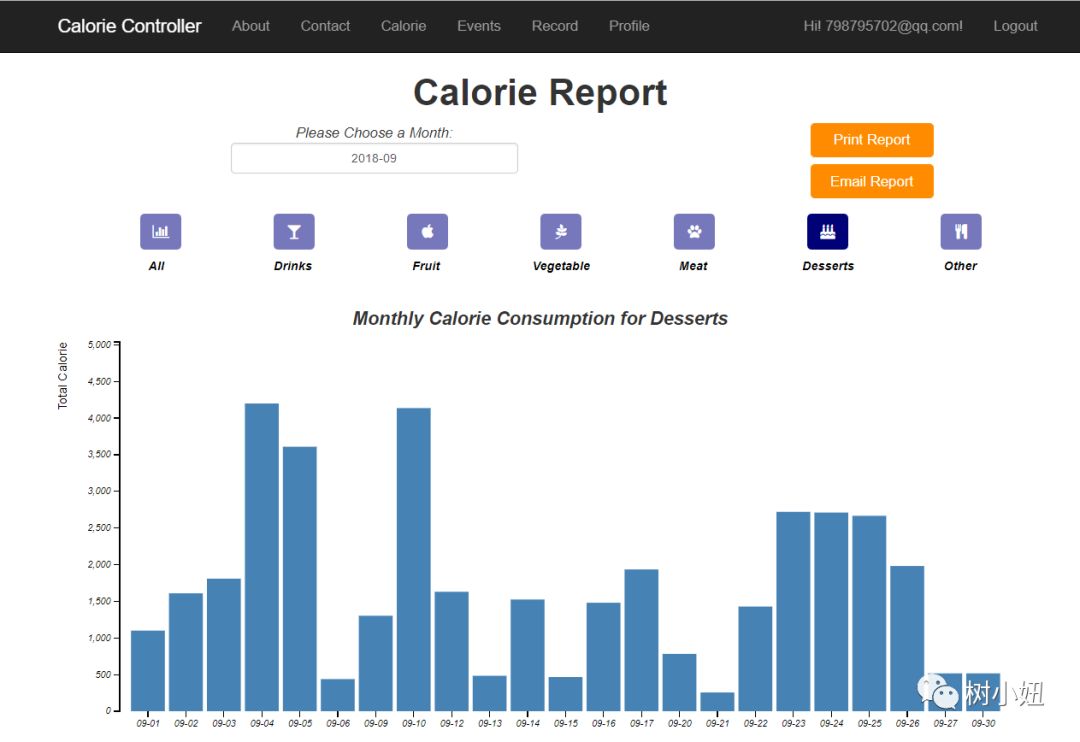 Calorie Controller About Contact Calorie Events Record Profile Hi! 798795702@qq.com! Logout
Calorie Report
Please Choose a Month:
2018-09
Print Report
Email Report
All Drinks Fruit Vegetable Meat Desserts Other
Monthly Calorie Consumption for Desserts
Total Calorie
5,000
4,500
4,000
3,500
3,000
2,500
2,000
1,500
1,000
500
0
09-01 09-02 09-03 09-04 09-05 09-06 09-09 09-10 09-12 09-13 09-14 09-15 09-16 09-17 09-20 09-21 09-22 09-23 09-24 09-25 09-26 09-27 09-30
树小妞